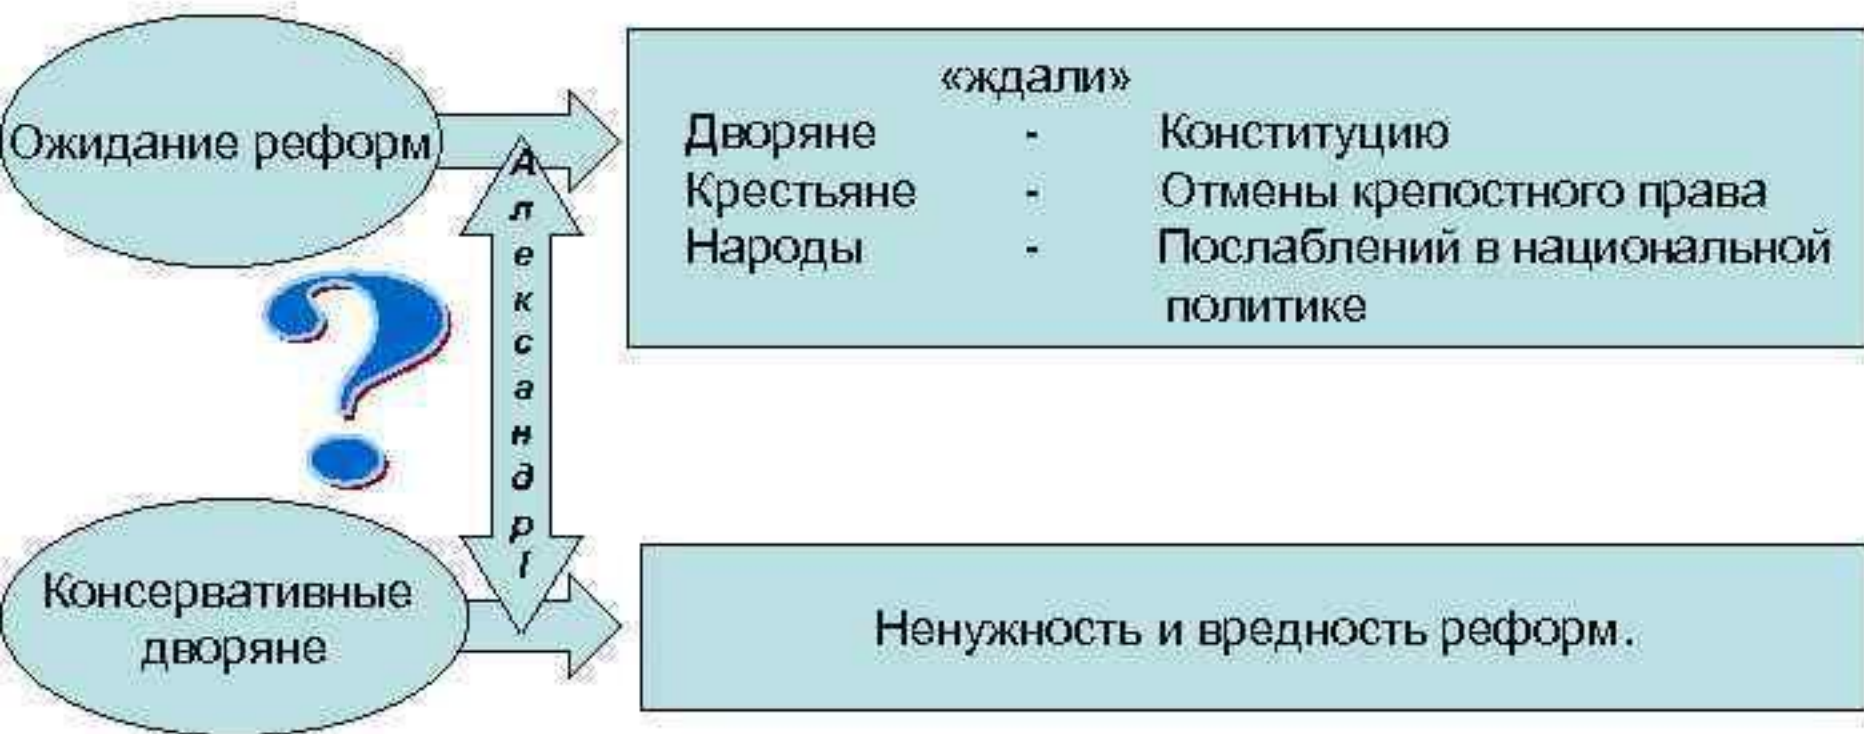 Ожидание реформ
«ждали»
Дворяне - Конституцию
Крестьяне - Отмены крепостного права
Народы - Послаблений в национальной
политике
Александр I
?
Консервативные
дворяне
Ненужность и вредность реформ.